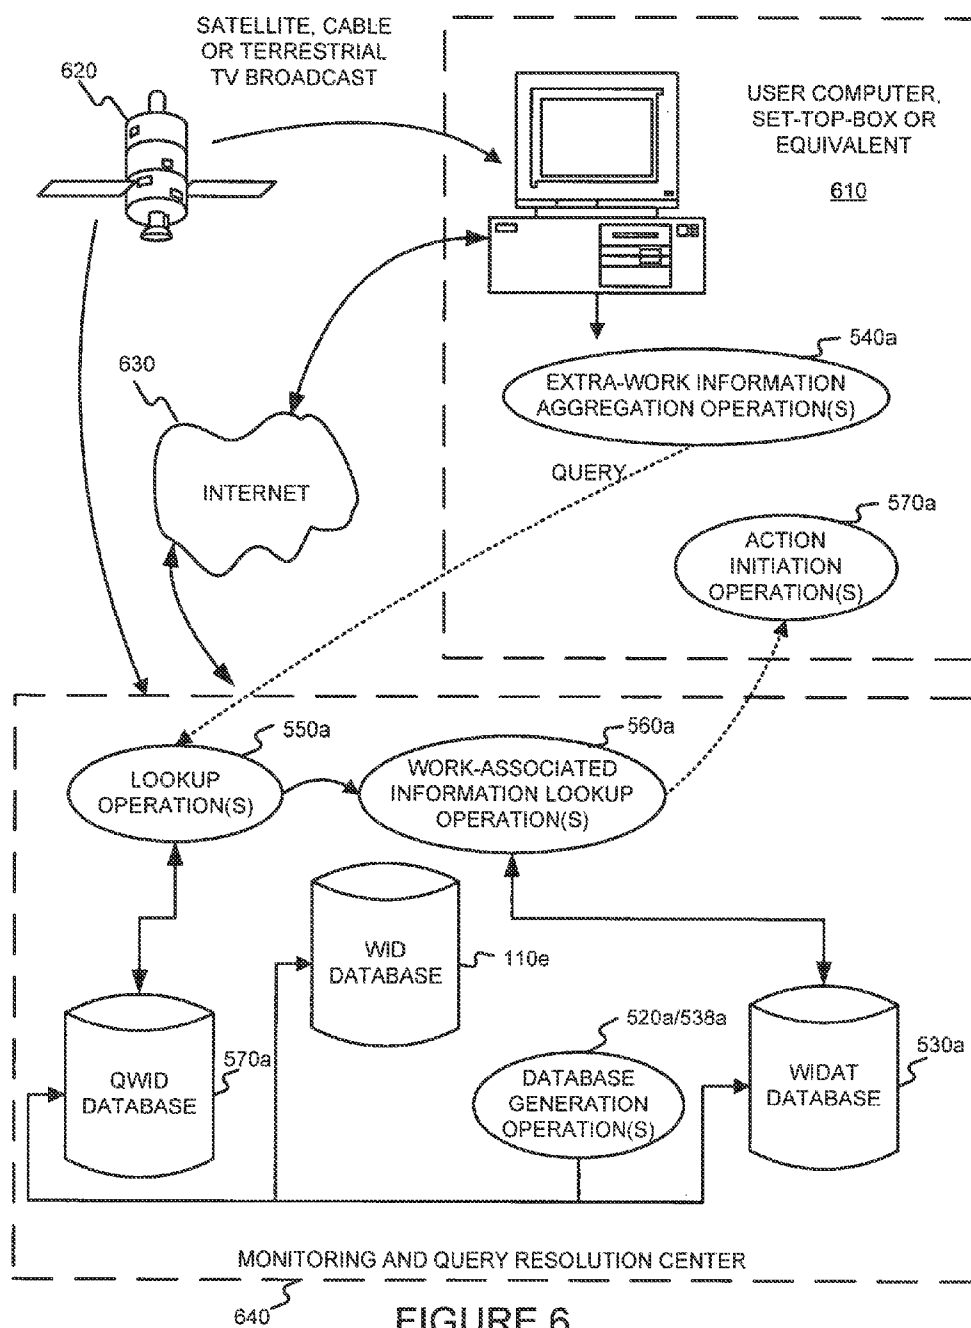 SATELLITE, CABLE
OR TERRESTRIAL
TV BROADCAST
620
USER COMPUTER,
SET-TOP-BOX OR
EQUIVALENT
610
540a
EXTRA-WORK INFORMATION
AGGREGATION OPERATION(S)
630
INTERNET
QUERY
570a
ACTION
INITIATION
OPERATION(S)
550a
LOOKUP
OPERATION(S)
560a
WORK-ASSOCIATED
INFORMATION LOOKUP
OPERATION(S)
WID
DATABASE
110e
QWID
DATABASE
570a
520a/538a
DATABASE
GENERATION
OPERATION(S)
WIDAT
DATABASE
530a
MONITORING AND QUERY RESOLUTION CENTER
640
FIGURE 6